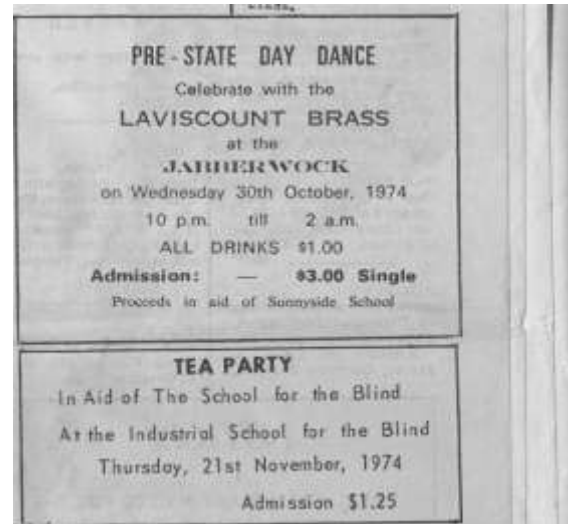 PRE - STATE DAY DANCE
Celebrate with the
LAVISCOUNT BRASS
at the
JABBERWOCK
on Wednesday 30th October, 1974
10 p.m. till 2 a.m.
ALL DRINKS $1.00
Admission: — $3.00 Single
Proceeds in aid of Sunnyside School
TEA PARTY
In Aid of The School for the Blind
At the Industrial School for the Blind
Thursday, 21st November, 1974
Admission $1.25